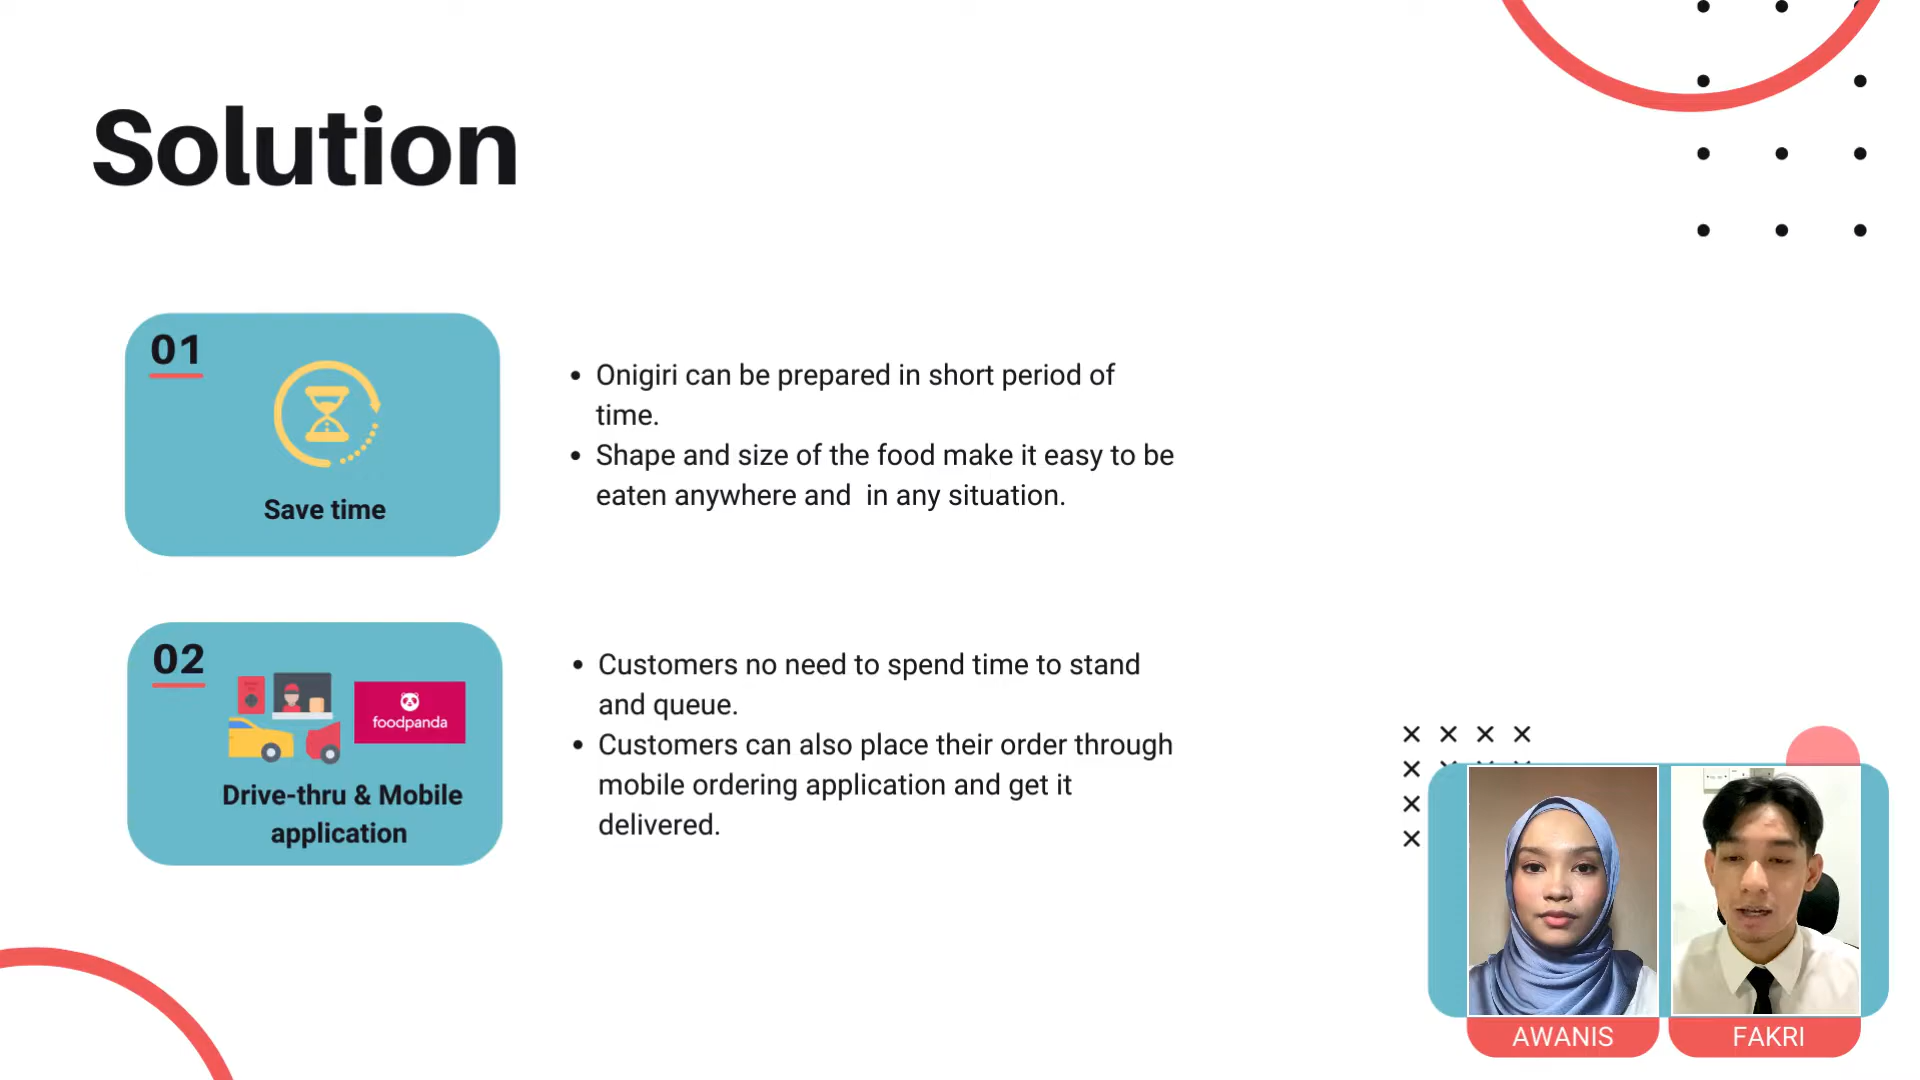 Solution
01
Save time
• Onigiri can be prepared in short period of
time.
• Shape and size of the food make it easy to be
eaten anywhere and  in any situation.
02
foodpanda
Drive-thru & Mobile
application
• Customers no need to spend time to stand
and queue.
• Customers can also place their order through
mobile ordering application and get it
delivered.
AWANIS
FAKRI